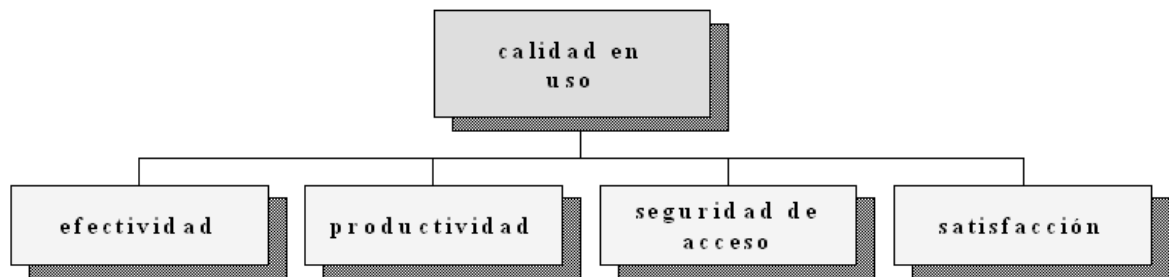 calidad en
uso
efectividad
productividad
seguridad de
acceso
satisfacción